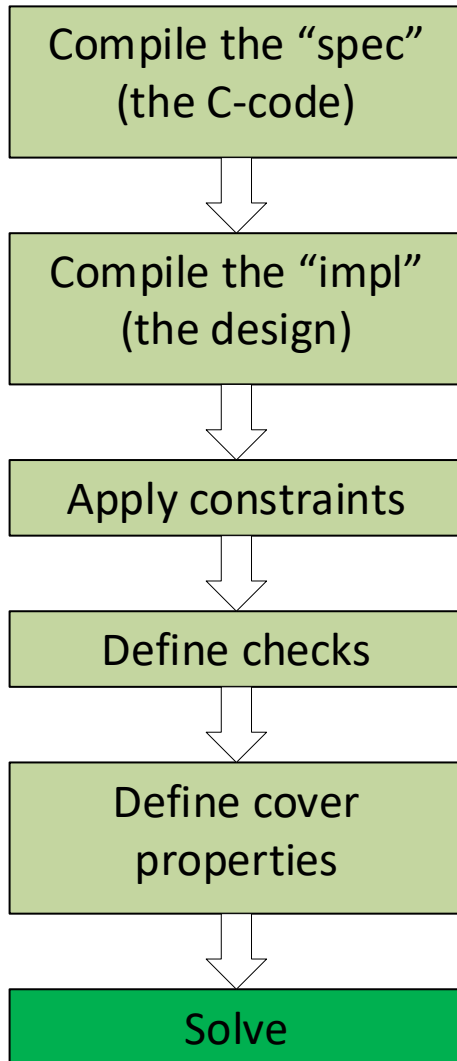 Compile the “spec”
(the C-code)
Compile the “impl”
(the design)
Apply constraints
Define checks
Define cover
properties
Solve